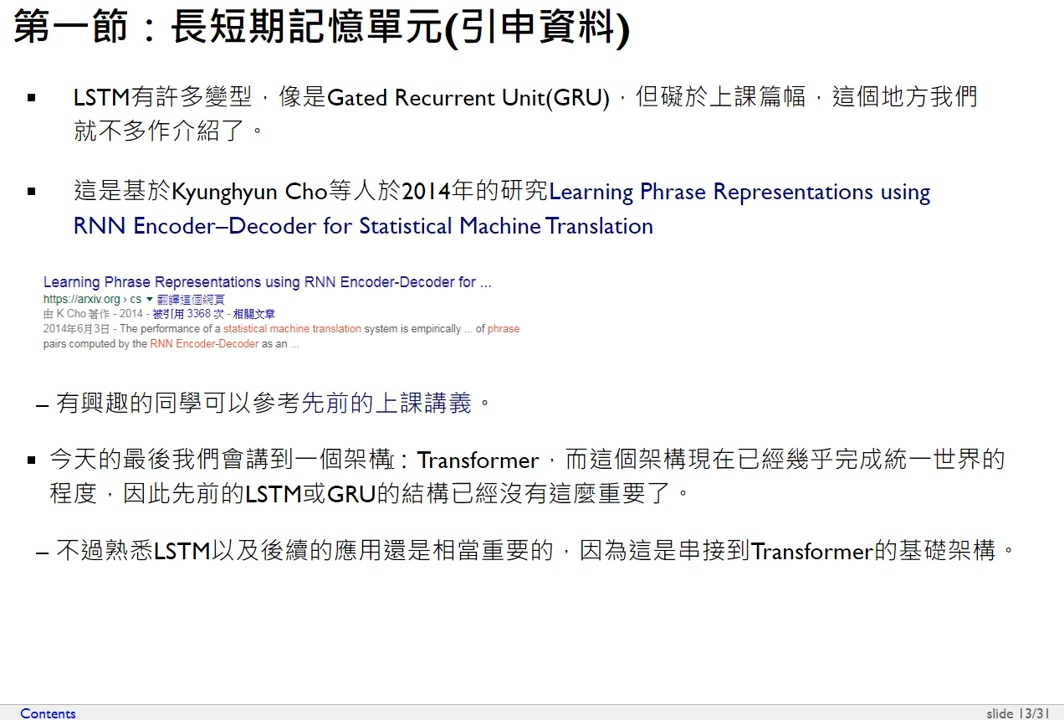 第一節：長短期記憶單元(引申資料)
LSTM有許多變型，像是Gated Recurrent Unit(GRU)，但礙於上課篇幅，這個地方我們
就不多作介紹了。
這是基於Kyunghyun Cho等人於2014年的研究Learning Phrase Representations using
RNN Encoder–Decoder for Statistical Machine Translation
Learning Phrase Representations using RNN Encoder-Decoder for ...
https://arxiv.org › cs ▾ 翻譯這個網頁
由 K Cho 著作 - 2014 - 被引用 3368 次 - 相關文章
2014年6月3日 - The performance of a statistical machine translation system is empirically ... of phrase
pairs computed by the RNN Encoder-Decoder as an ...
– 有興趣的同學可以參考先前的上課講義。
今天的最後我們會講到一個架構：Transformer，而這個架構現在已經幾乎完成統一世界的
程度，因此先前的LSTM或GRU的結構已經沒有這麼重要了。
– 不過熟悉LSTM以及後續的應用還是相當重要的，因為這是串接到Transformer的基礎架構。
Contents
slide 13/31